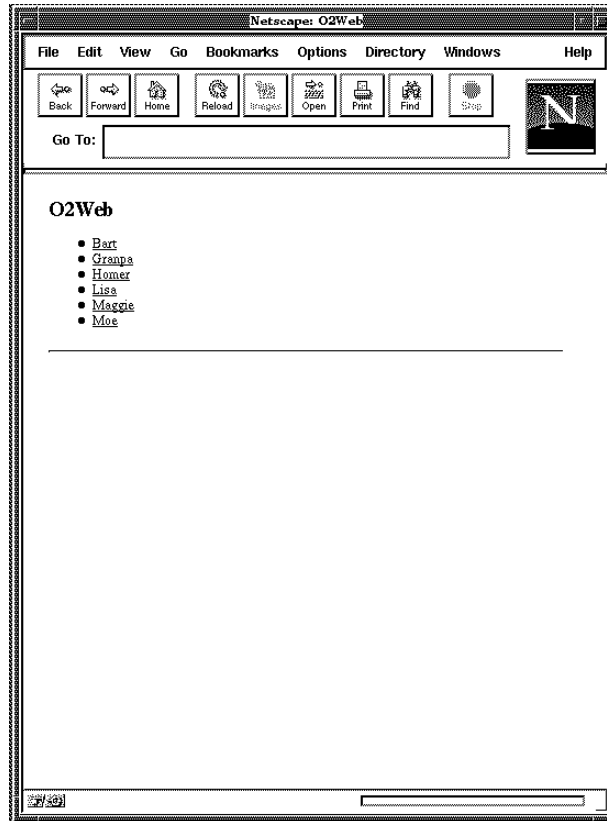 Netscape: O2Web
File Edit View Go Bookmarks Options Directory Windows Help
Back Forward Home Reload Images Open Print Find Stop
N
Go To:
O2Web
Bart
Granpa
Homer
Lisa
Maggie
Moe